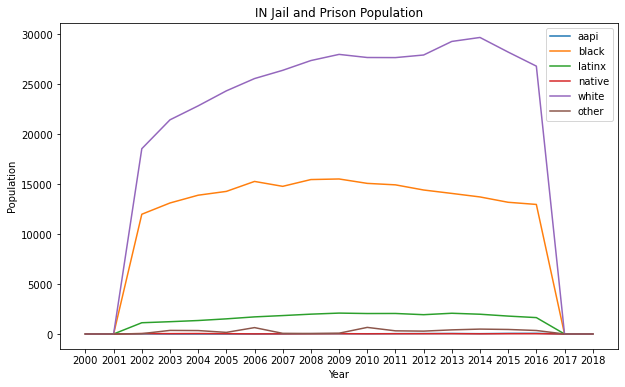 IN Jail and Prison Population
30000
25000
20000
15000
10000
5000
0
Population
aapi
black
latinx
native
white
other
2000 2001 2002 2003 2004 2005 2006 2007 2008 2009 2010 2011 2012 2013 2014 2015 2016 2017 2018
Year